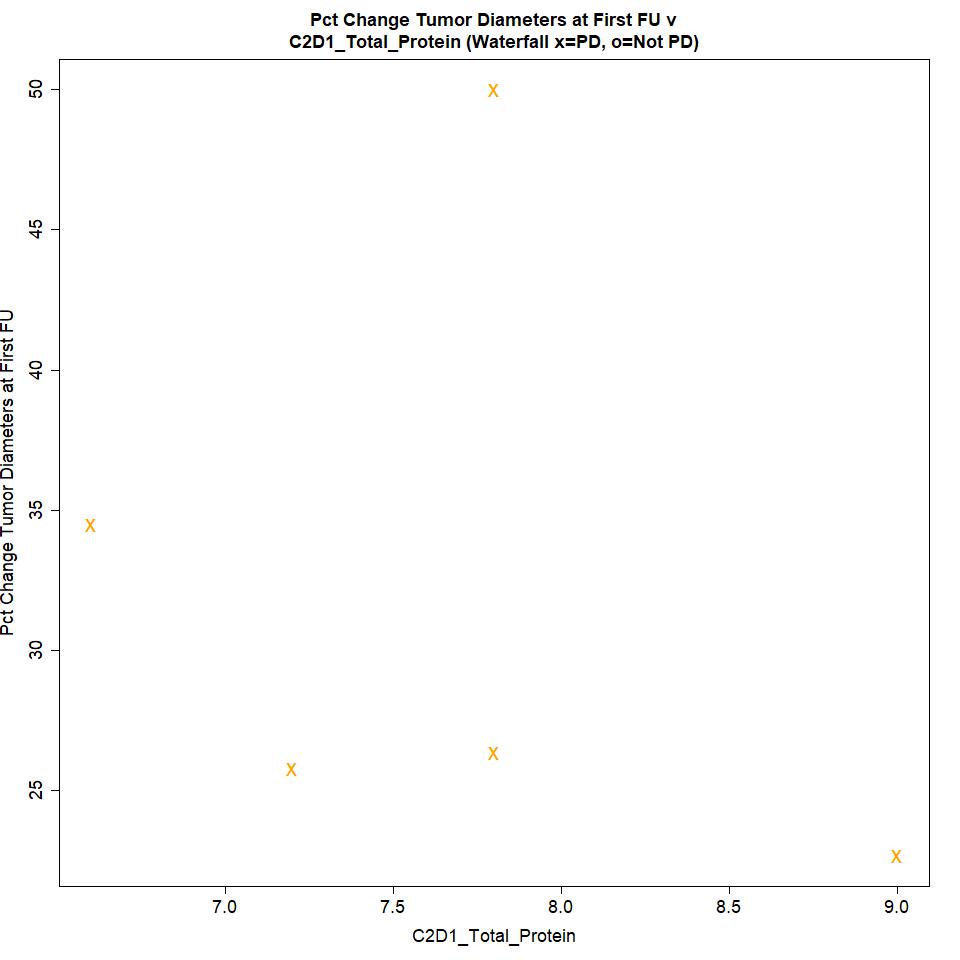 Pct Change Tumor Diameters at First FU v
C2D1_Total_Protein (Waterfall x=PD, o=Not PD)
Pct Change Tumor Diameters at First FU
50
45
40
35
30
25
X
X
X
X
X
7.0
7.5
8.0
8.5
9.0
C2D1_Total_Protein